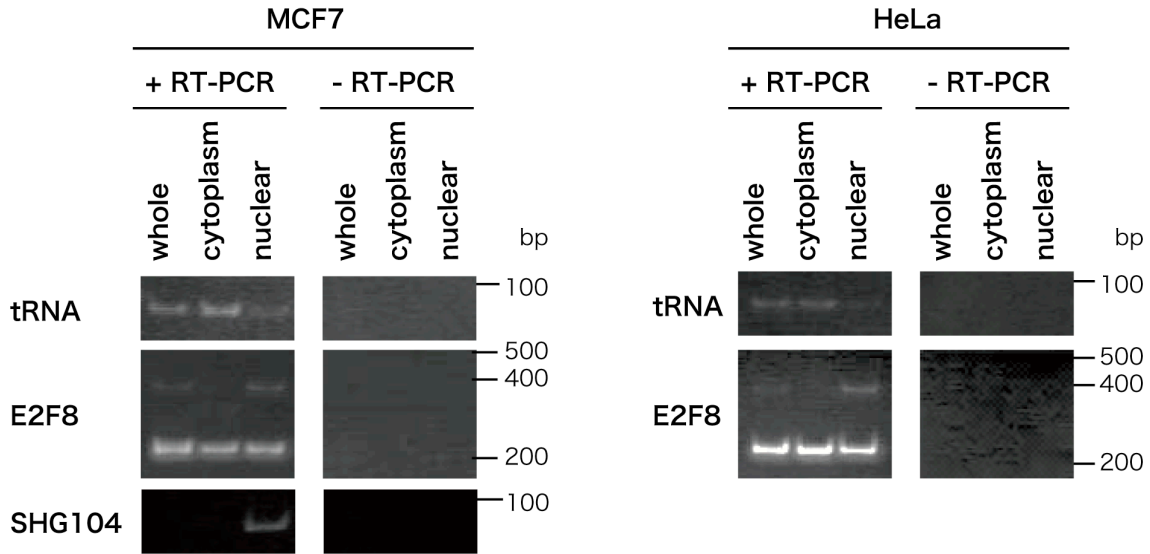 MCF7
HeLa
+ RT-PCR
- RT-PCR
+ RT-PCR
- RT-PCR
whole
cytoplasm
nuclear
whole
cytoplasm
nuclear
bp
whole
cytoplasm
nuclear
whole
cytoplasm
nuclear
bp
tRNA
100
E2F8
500
400
200
SHG104
100
tRNA
100
E2F8
500
400
200